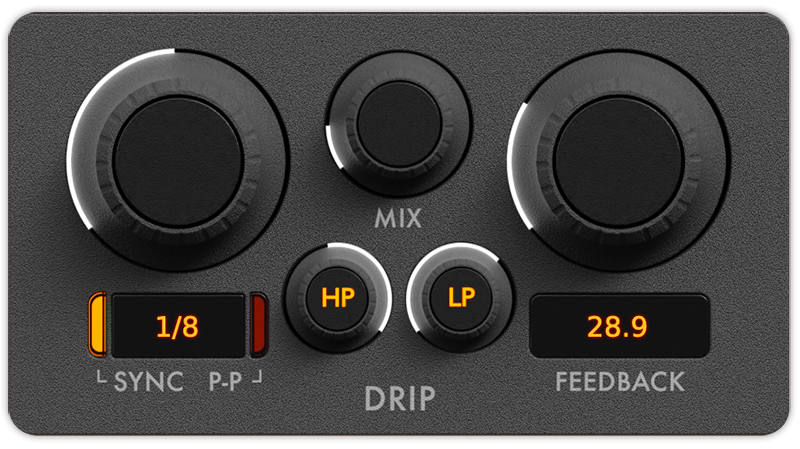 MIX
HP
LP
1/8
28.9
SYNC P-P
FEEDBACK
DRIP